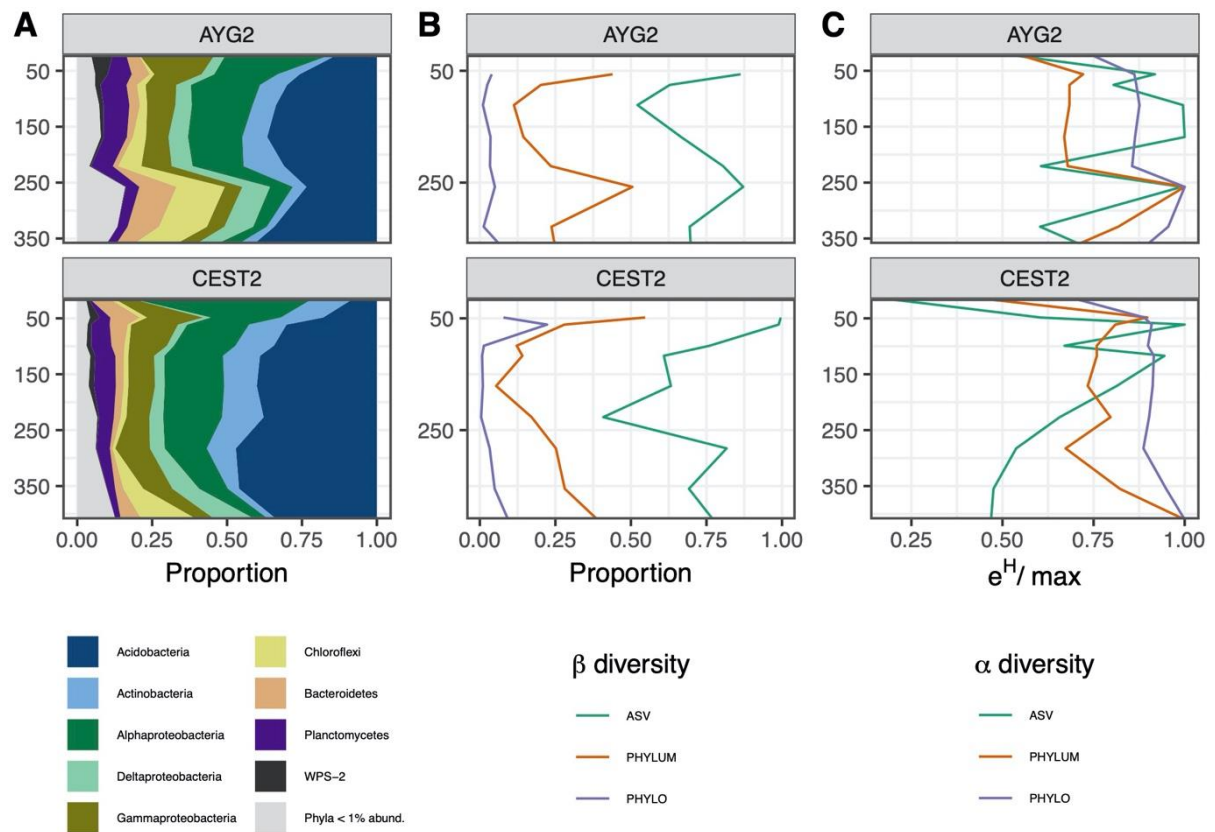 A B C
AYG2 AYG2 AYG2
50 50 50
150 150
250 250 250
350 350
CEST2 CEST2 CEST2
50 50 50
150 150
250 250 250
350 350
0.00 0.25 0.50 0.75 1.00 0.00 0.25 0.50 0.75 1.00 0.25 0.50 0.75 1.00
Proportion Proportion e^H/ max
Acidobacteria Chloroflexi
Actinobacteria Bacteroidetes
Alphaproteobacteria Planctomycetes
Deltaproteobacteria WPS−2
Gammaproteobacteria Phyla < 1% abund.
β diversity
ASV
PHYLUM
PHYLO
α diversity
ASV
PHYLUM
PHYLO